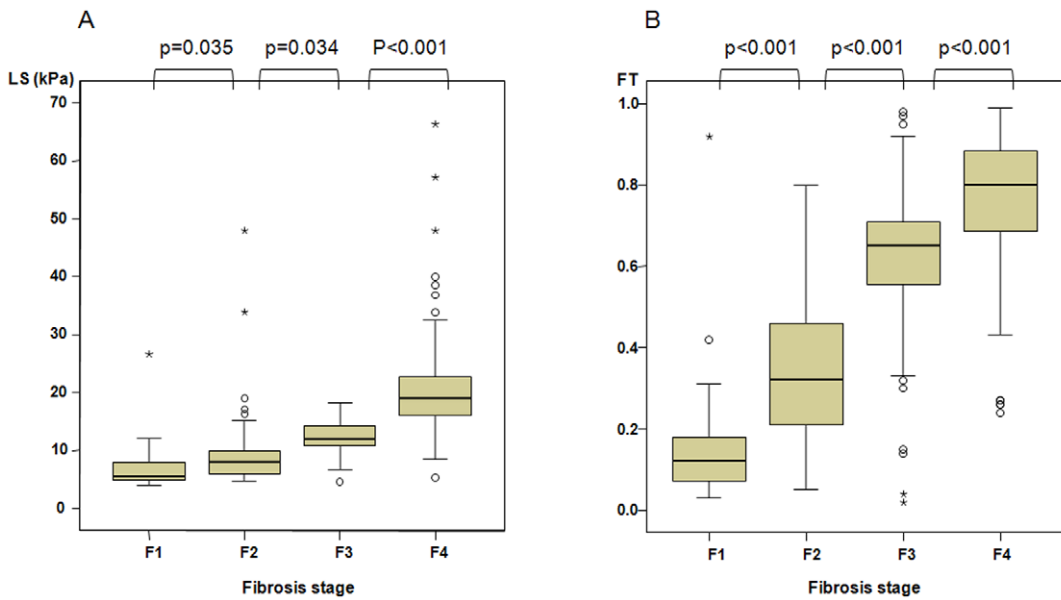 A
p=0.035 p=0.034 P<0.001
LS (kPa)
70
60
50
40
30
20
10
0
F1 F2 F3 F4
Fibrosis stage
B
p<0.001 p<0.001 p<0.001
FT
1.0
0.8
0.6
0.4
0.2
0.0
F1 F2 F3 F4
Fibrosis stage